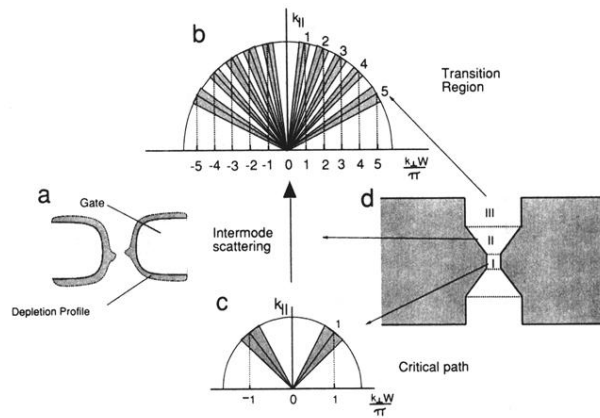 b
k||
1
2
3
4
5
-5 -4 -3 -2 -1 0 1 2 3 4 5
k⊥W
π
Transition
Region
a
Gate
Depletion Profile
Intermode
scattering
d
III
II
I
c
k||
1
-1 0 1
k⊥W
π
Critical path